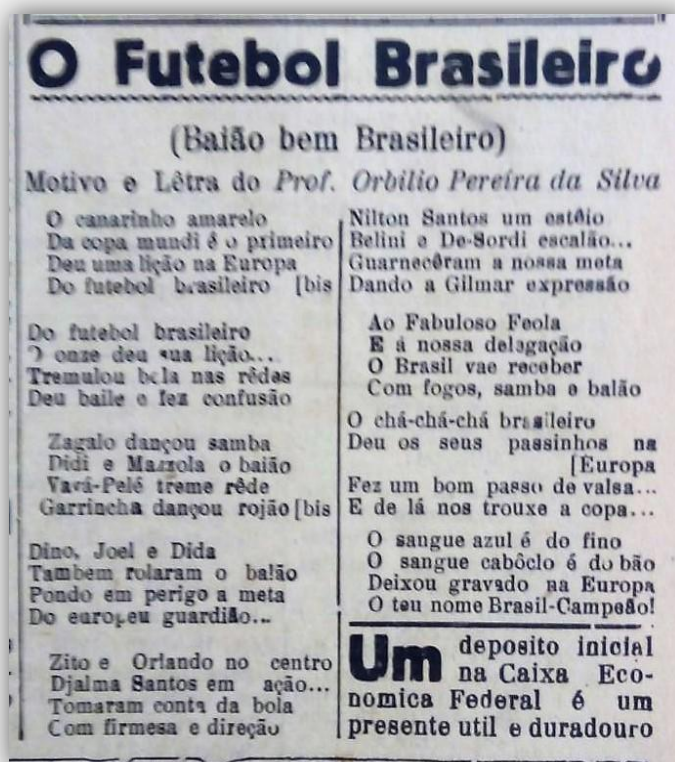 O Futebol Brasileiro
(Baião bem Brasileiro)
Motivo e Lêtra do Prof. Orbilio Pereira da Silva
O canarinho amarelo
Da copa mundi é o primeiro
Deu uma lição na Europa
Do futebol brasileiro [bis
Do futebol brasileiro
O onze deu sua lição...
Tremulou bola nas rêdes
Deu baile e fez confusão
Zagalo dançou samba
Didi e Mazzola o baião
Vavá-Pelé treme rêde
Garrincha dançou rojão [bis
Dino, Joel e Dida
Tambem rolaram o balão
Pondo em perigo a meta
Do europeu guardião...
Zito e Orlando no centro
Djalma Santos em ação...
Tomaram conta da bola
Com firmesa e direção
Nilton Santos um estêio
Belini e De-Sordi escalão...
Guarnecêram a nossa meta
Dando a Gilmar expressão
Ao Fabuloso Feola
E á nossa delagação
O Brasil vae receber
Com fogos, samba e balão
O chá-chá-chá brasileiro
Deu os seus passinhos na
[Europa
Fez um bom passo de valsa...
E de lá nos trouxe a copa...
O sangue azul é do fino
O sangue cabôclo é do bão
Deixou gravado na Europa
O teu nome Brasil-Campeão!
Um deposito inicial
na Caixa Eco-
nomica Federal é um
presente util e duradouro